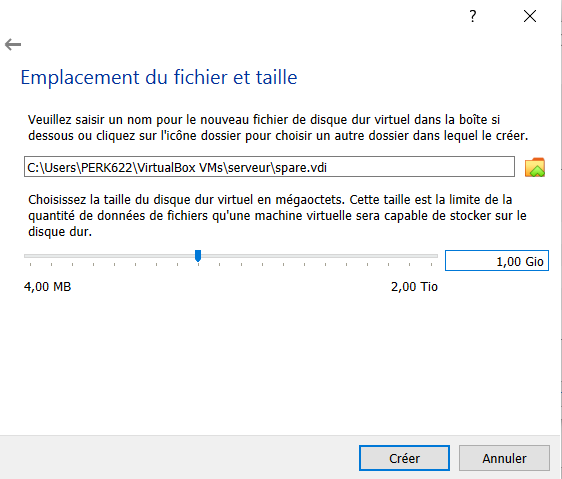 ?
Emplacement du fichier et taille
Veuillez saisir un nom pour le nouveau fichier de disque dur virtuel dans la boîte si
dessous ou cliquez sur l'icône dossier pour choisir un autre dossier dans lequel le créer.
C:\Users\PERK622\VirtualBox VMs\serveur\spare.vdi
Choisissez la taille du disque dur virtuel en mégaoctets. Cette taille est la limite de la
quantité de données de fichiers qu'une machine virtuelle sera capable de stocker sur le
disque dur.
1,00 Gio
4,00 MB 2,00 Tio
Créer Annuler